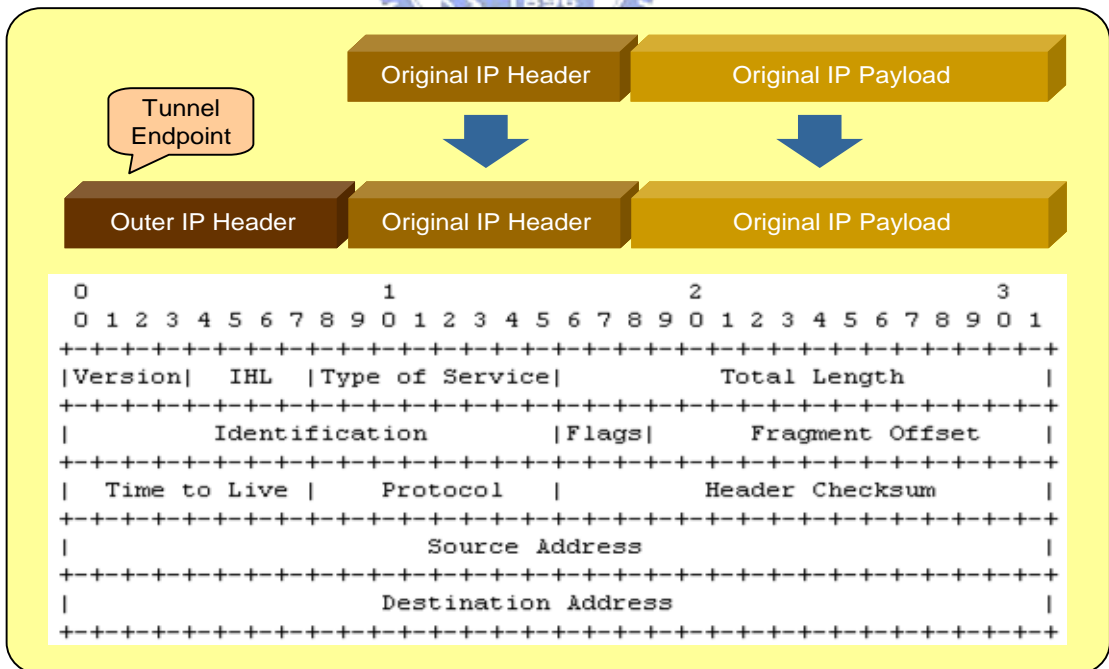 1896
Original IP Header Original IP Payload
Tunnel
Endpoint
Outer IP Header Original IP Header Original IP Payload
 0                   1                   2                   3
 0 1 2 3 4 5 6 7 8 9 0 1 2 3 4 5 6 7 8 9 0 1 2 3 4 5 6 7 8 9 0 1
+-+-+-+-+-+-+-+-+-+-+-+-+-+-+-+-+-+-+-+-+-+-+-+-+-+-+-+-+-+-+-+-+
|Version|  IHL  |Type of Service|          Total Length         |
+-+-+-+-+-+-+-+-+-+-+-+-+-+-+-+-+-+-+-+-+-+-+-+-+-+-+-+-+-+-+-+-+
|         Identification        |Flags|      Fragment Offset    |
+-+-+-+-+-+-+-+-+-+-+-+-+-+-+-+-+-+-+-+-+-+-+-+-+-+-+-+-+-+-+-+-+
|  Time to Live |    Protocol   |         Header Checksum       |
+-+-+-+-+-+-+-+-+-+-+-+-+-+-+-+-+-+-+-+-+-+-+-+-+-+-+-+-+-+-+-+-+
|                       Source Address                          |
+-+-+-+-+-+-+-+-+-+-+-+-+-+-+-+-+-+-+-+-+-+-+-+-+-+-+-+-+-+-+-+-+
|                    Destination Address                        |
+-+-+-+-+-+-+-+-+-+-+-+-+-+-+-+-+-+-+-+-+-+-+-+-+-+-+-+-+-+-+-+-+